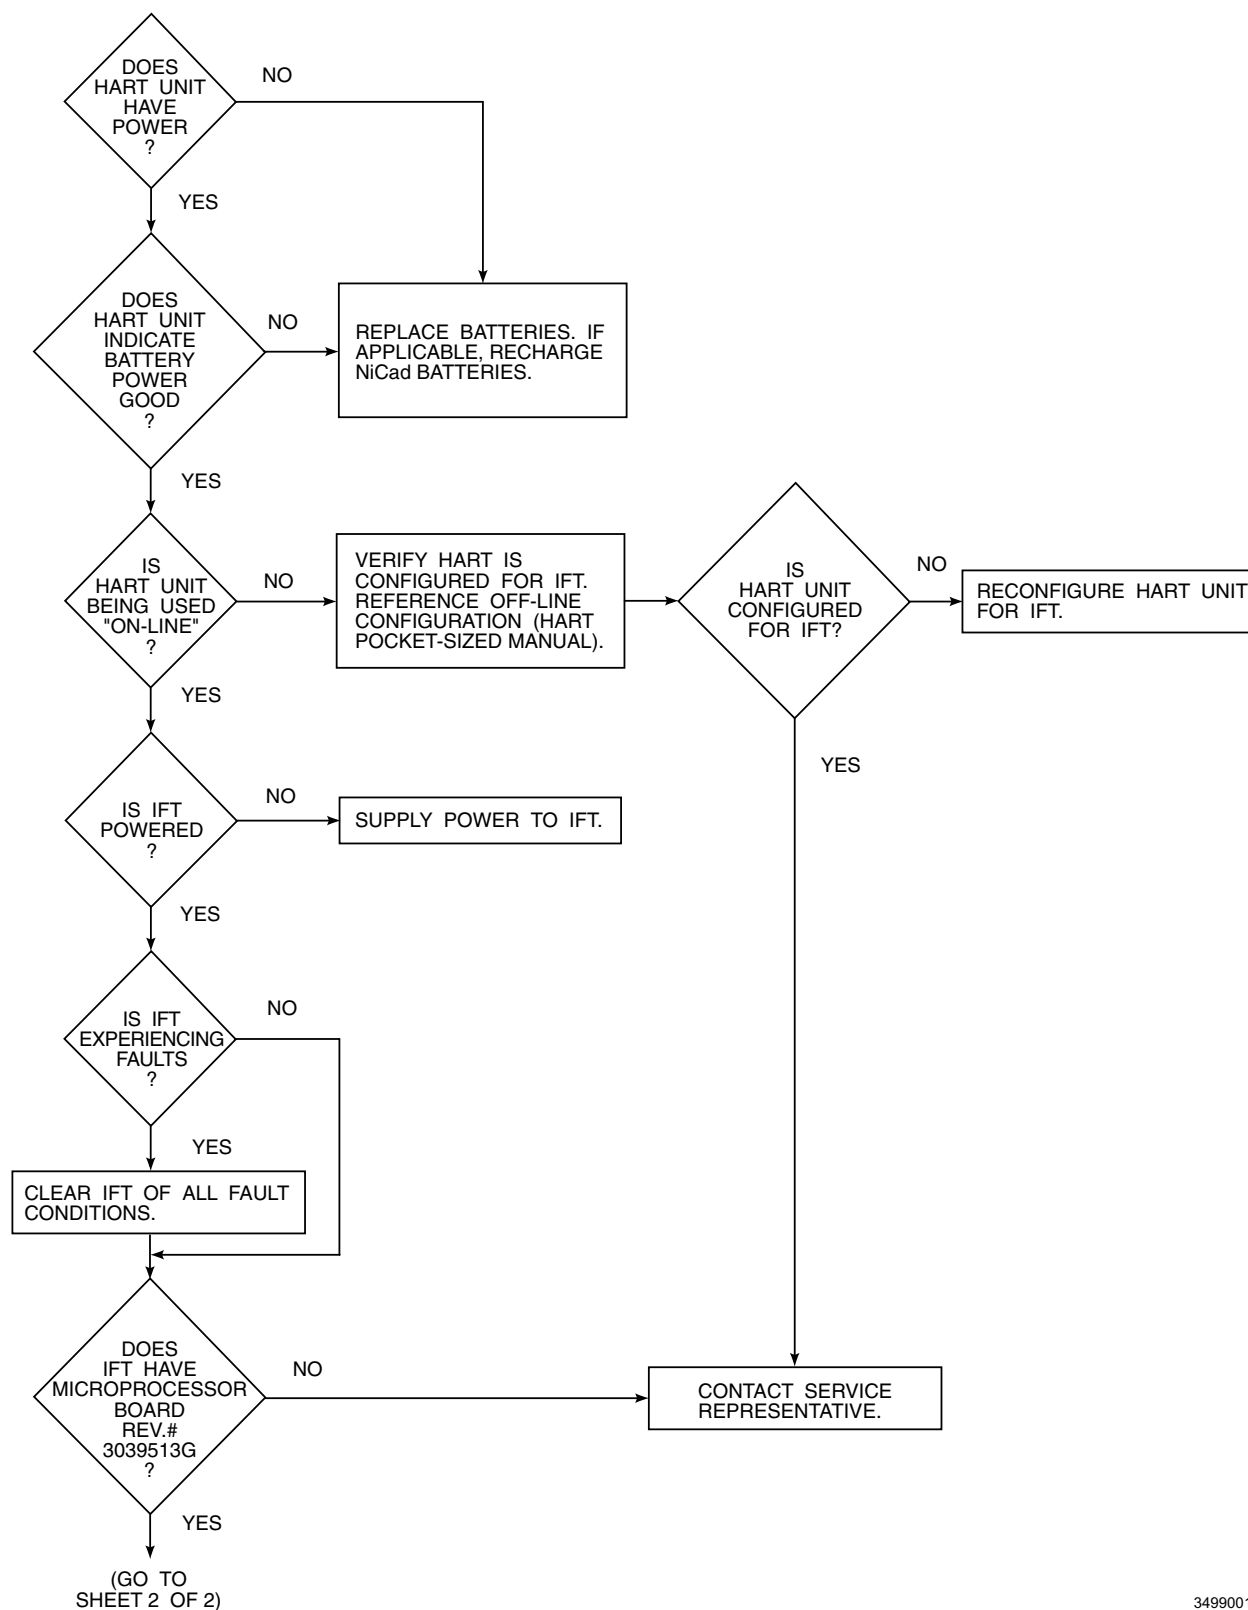 DOES
HART UNIT
HAVE
POWER
?
NO
YES
DOES
HART UNIT
INDICATE
BATTERY
POWER
GOOD
?
NO
REPLACE BATTERIES. IF
APPLICABLE, RECHARGE
NiCad BATTERIES.
YES
IS
HART UNIT
BEING USED
"ON-LINE"
?
NO
VERIFY HART IS
CONFIGURED FOR IFT.
REFERENCE OFF-LINE
CONFIGURATION (HART
POCKET-SIZED MANUAL).
IS
HART UNIT
CONFIGURED
FOR IFT?
NO
RECONFIGURE HART UNIT
FOR IFT.
YES
YES
IS IFT
POWERED
?
NO
SUPPLY POWER TO IFT.
YES
IS IFT
EXPERIENCING
FAULTS
?
NO
YES
CLEAR IFT OF ALL FAULT
CONDITIONS.
DOES
IFT HAVE
MICROPROCESSOR
BOARD
REV.#
3039513G
?
NO
CONTACT SERVICE
REPRESENTATIVE.
YES
(GO TO
SHEET 2 OF 2)
3499001